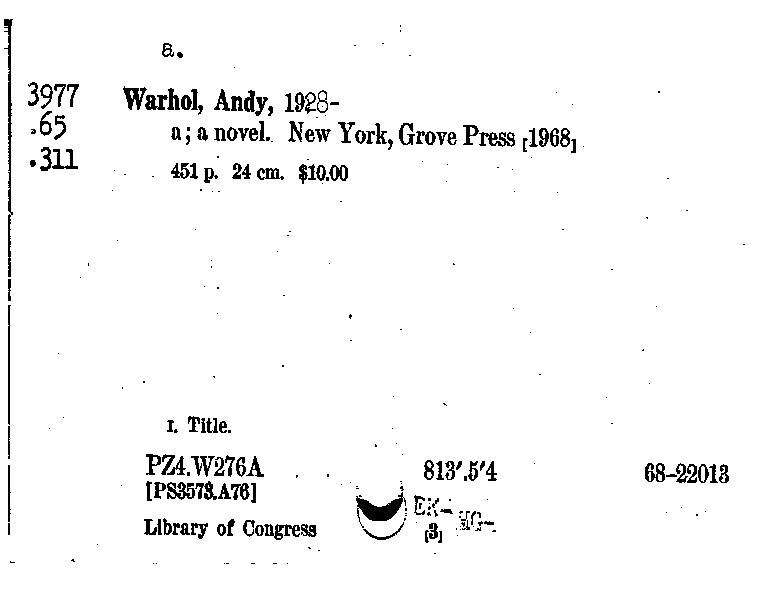 a.
3977 Warhol, Andy, 1928-
.65 a; a novel. New York, Grove Press [1968]
.311 451 p. 24 cm. $10.00
I. Title.
PZ4.W276A 813'.5'4 68-22013
[PS3573.A76]
Library of Congress [3]